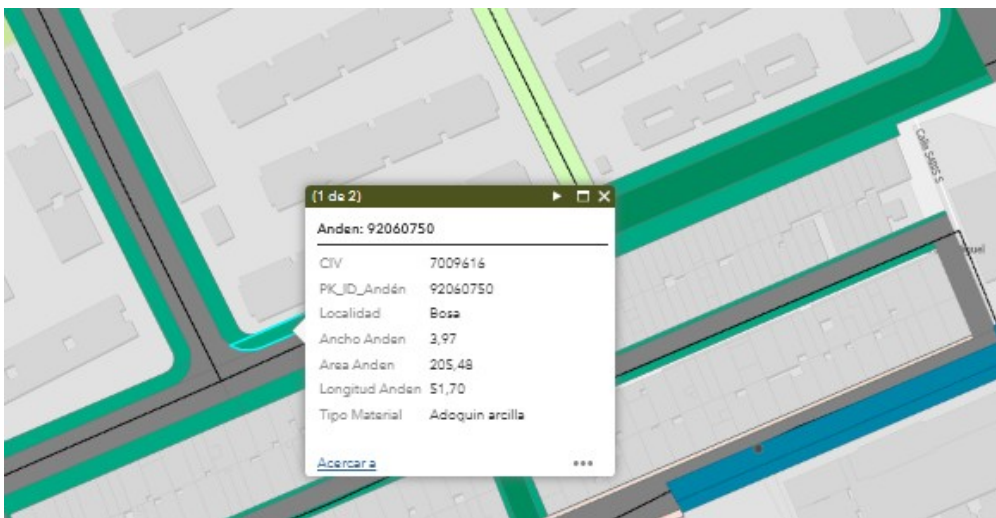 (1 de 2)
Anden: 92060750
CIV 7009616
PK_ID_Andén 92060750
Localidad Bosa
Ancho Anden 3,97
Area Anden 205,48
Longitud Anden 51,70
Tipo Material Adoquin arcilla
Acercar a